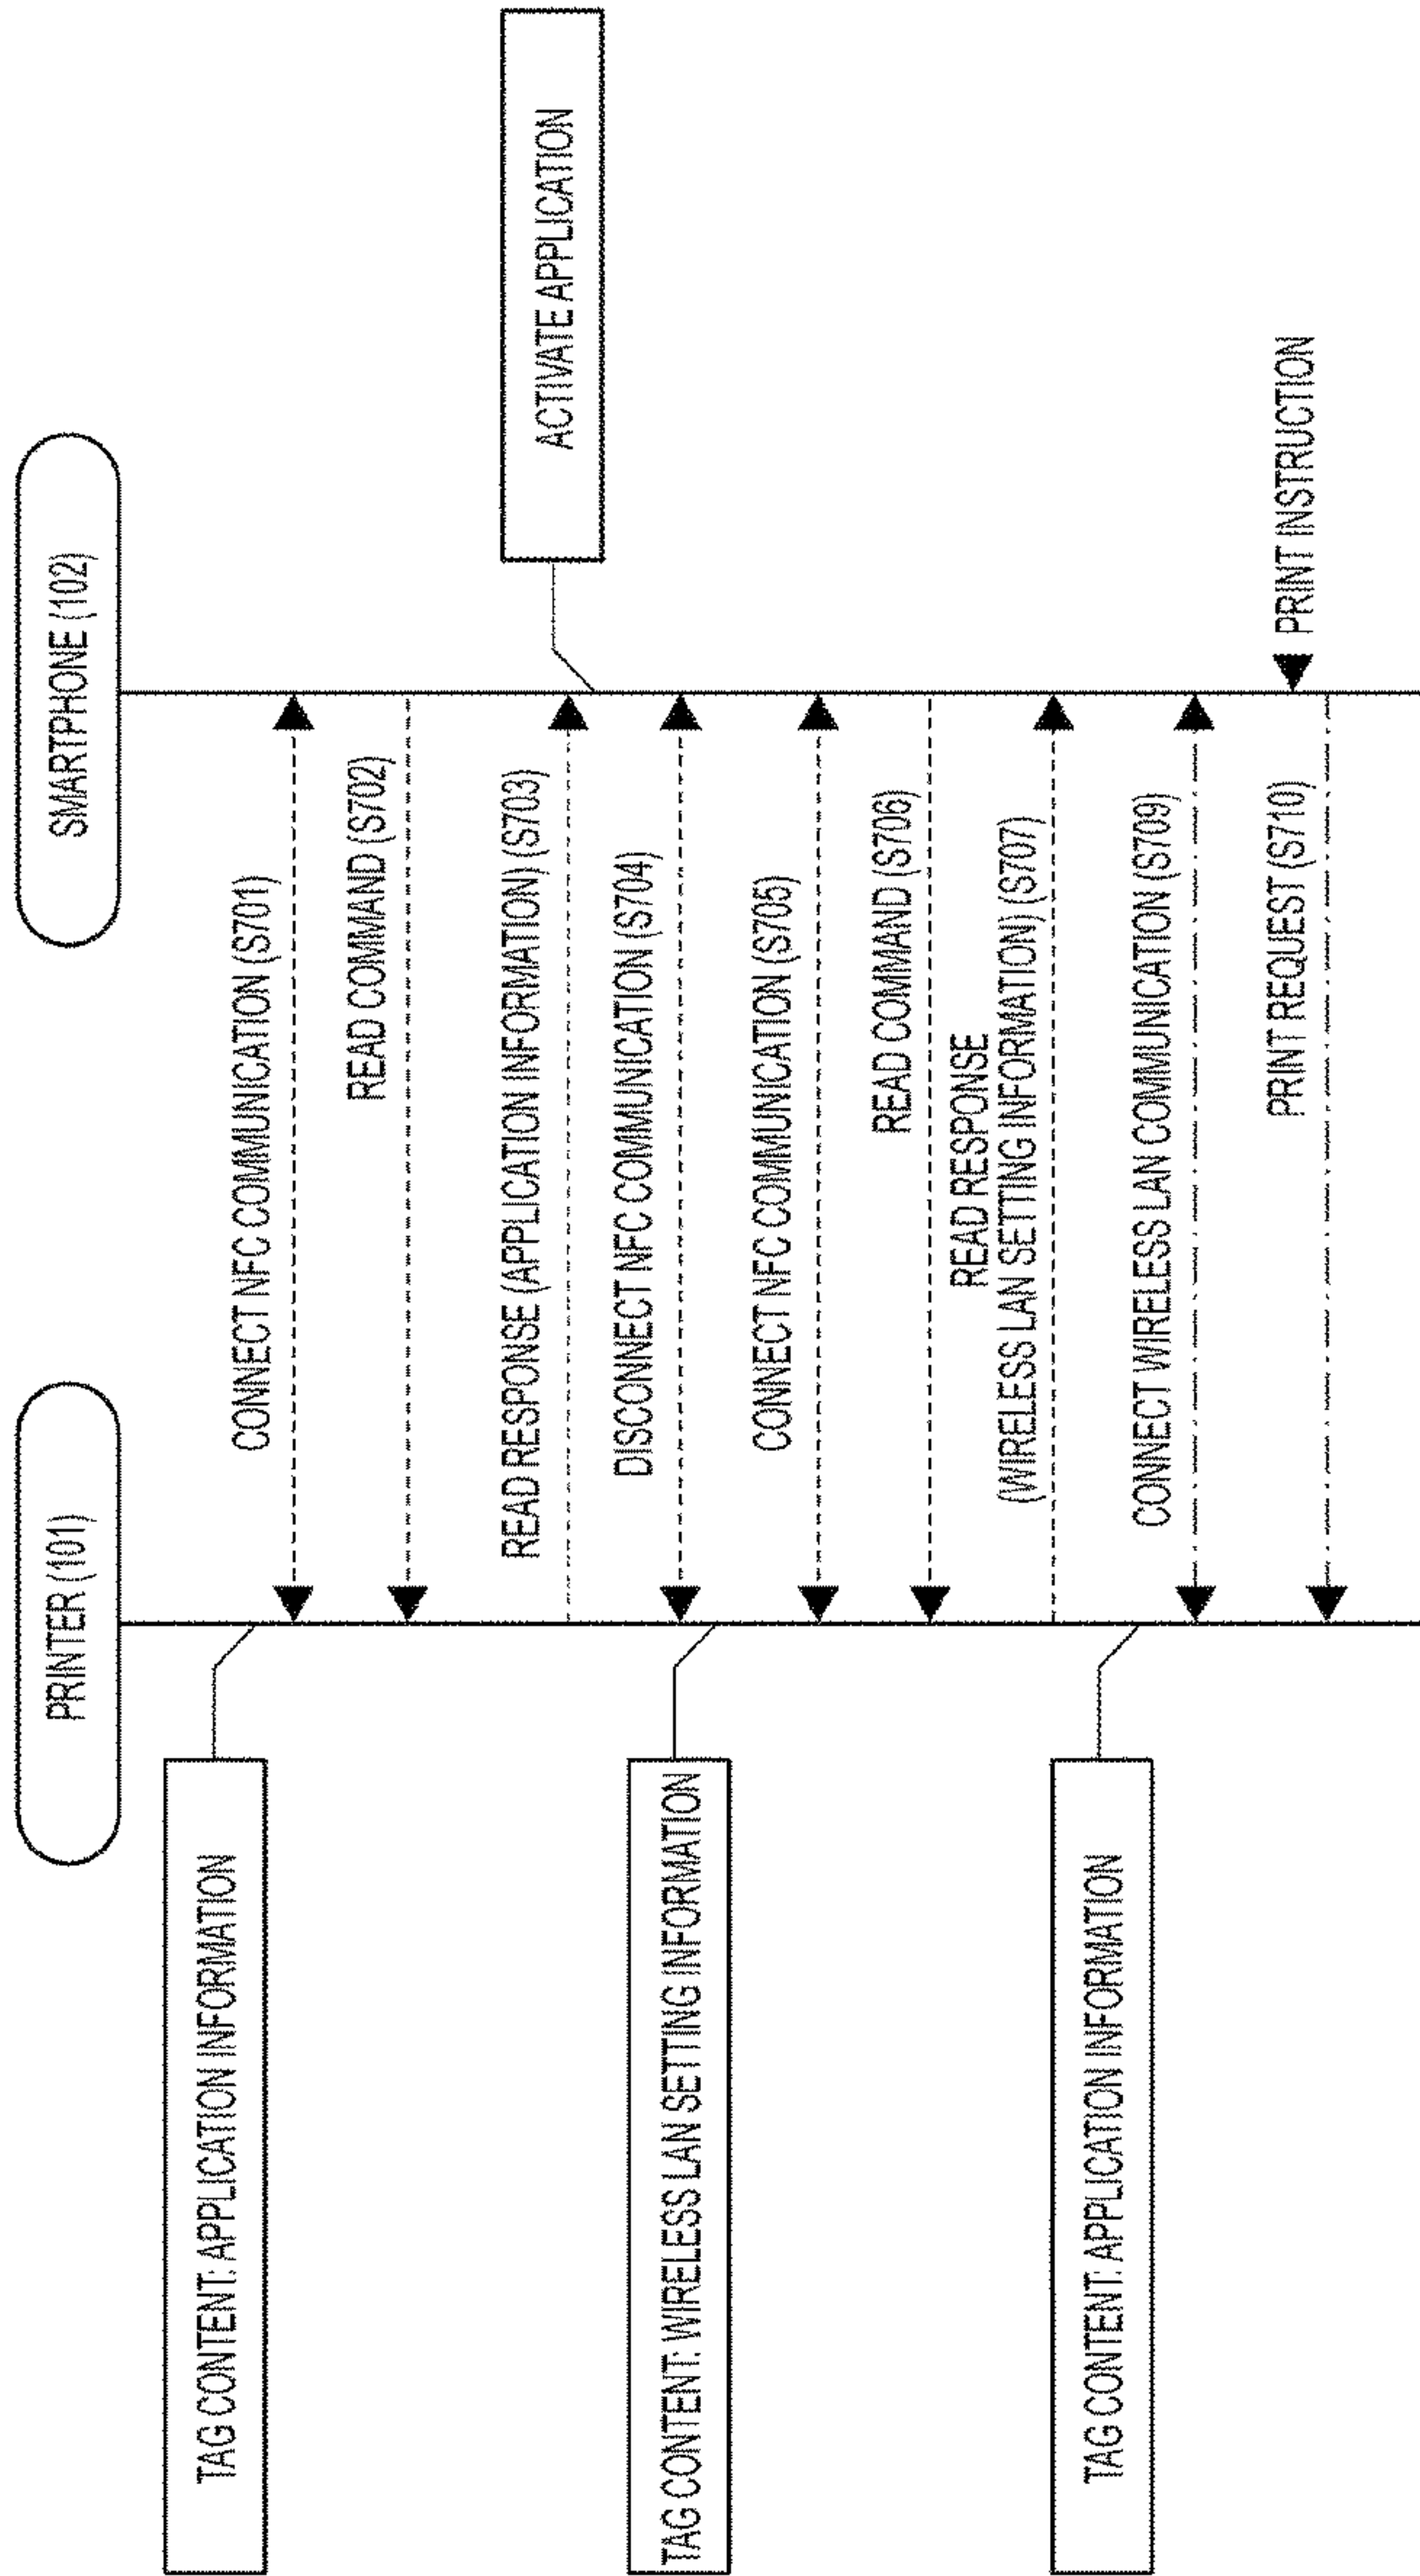 PRINTER (101)
SMARTPHONE (102)
TAG CONTENT: APPLICATION INFORMATION
CONNECT NFC COMMUNICATION (S701)
READ COMMAND (S702)
READ RESPONSE (APPLICATION INFORMATION) (S703)
ACTIVATE APPLICATION
DISCONNECT NFC COMMUNICATION (S704)
TAG CONTENT: WIRELESS LAN SETTING INFORMATION
CONNECT NFC COMMUNICATION (S705)
READ COMMAND (S706)
READ RESPONSE
(WIRELESS LAN SETTING INFORMATION) (S707)
TAG CONTENT: APPLICATION INFORMATION
CONNECT WIRELESS LAN COMMUNICATION (S709)
PRINT INSTRUCTION
PRINT REQUEST (S710)